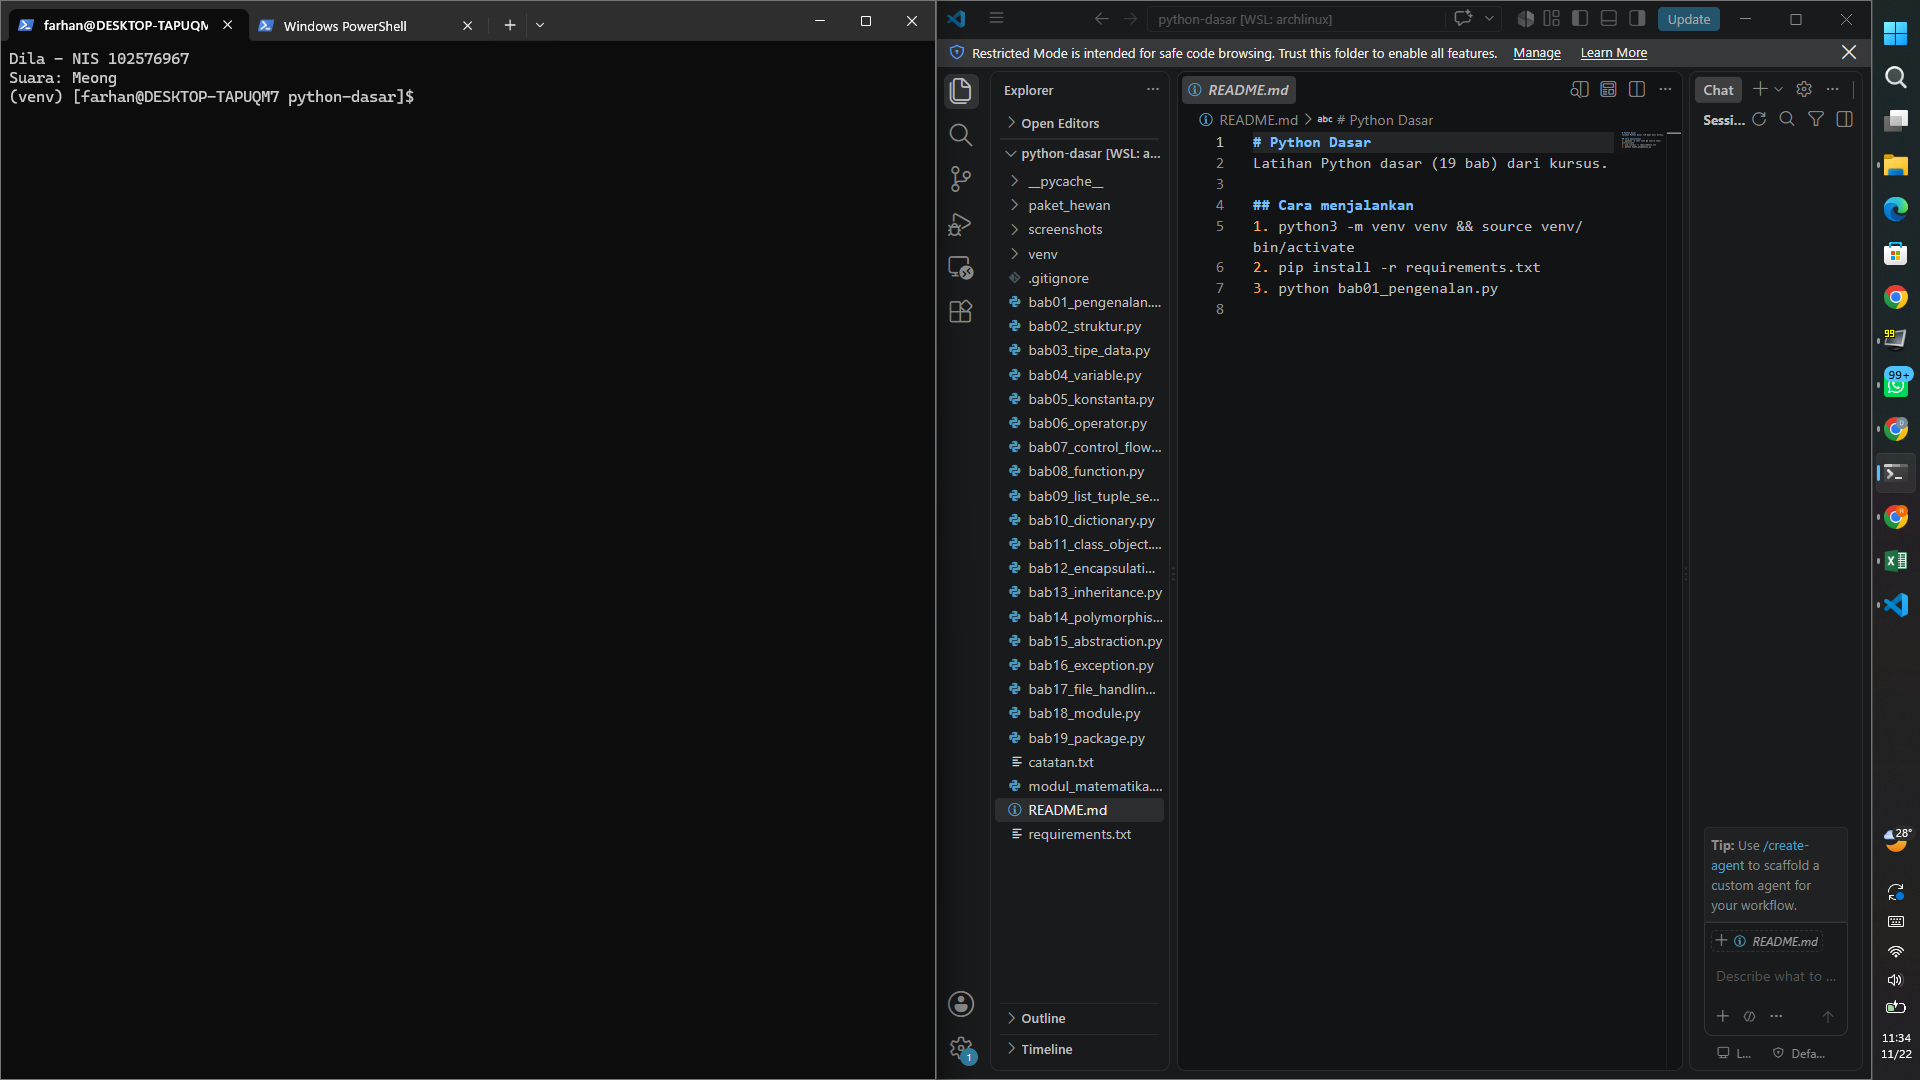 farhan@DESKTOP-TAPUQM
Windows PowerShell
Dila - NIS 102576967
Suara: Meong
(venv) [farhan@DESKTOP-TAPUQM7 python-dasar]$
python-dasar [WSL: archlinux]
Update
Restricted Mode is intended for safe code browsing. Trust this folder to enable all features.
Manage
Learn More
Explorer
Open Editors
python-dasar [WSL: a...
__pycache__
paket_hewan
screenshots
venv
.gitignore
bab01_pengenalan....
bab02_struktur.py
bab03_tipe_data.py
bab04_variable.py
bab05_konstanta.py
bab06_operator.py
bab07_control_flow...
bab08_function.py
bab09_list_tuple_se...
bab10_dictionary.py
bab11_class_object....
bab12_encapsulati...
bab13_inheritance.py
bab14_polymorphis...
bab15_abstraction.py
bab16_exception.py
bab17_file_handlin...
bab18_module.py
bab19_package.py
catatan.txt
modul_matematika....
README.md
requirements.txt
Outline
Timeline
1
README.md
README.md > abc # Python Dasar
1 # Python Dasar
2 Latihan Python dasar (19 bab) dari kursus.
3
4 ## Cara menjalankan
5 1. python3 -m venv venv && source venv/
bin/activate
6 2. pip install -r requirements.txt
7 3. python bab01_pengenalan.py
8
Chat
Sessi...
Tip: Use /create-
agent to scaffold a
custom agent for
your workflow.
README.md
Describe what to ...
L...
Defa...
99
99+
28°
11:34
11/22